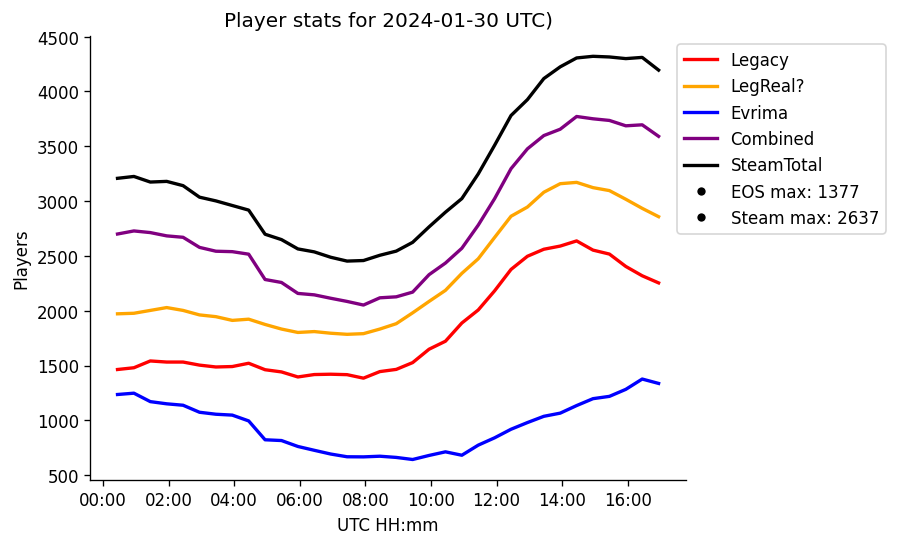 Player stats for 2024-01-30 UTC)
4500
4000
3500
3000
2500
2000
1500
1000
500
Players
00:00 02:00 04:00 06:00 08:00 10:00 12:00 14:00 16:00
UTC HH:mm
Legacy
LegReal?
Evrima
Combined
SteamTotal
EOS max: 1377
Steam max: 2637